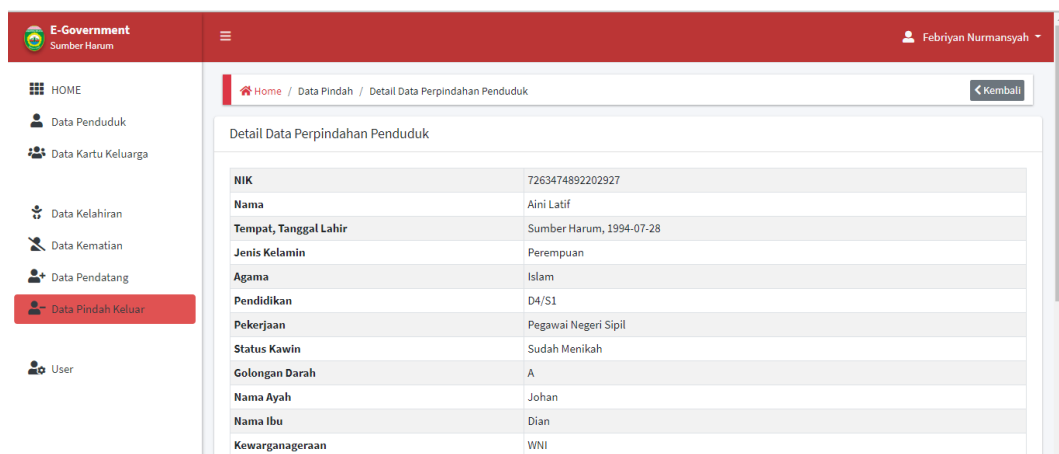 E-Government
Sumber Harum
Febriyan Nurmansyah
HOME
Data Penduduk
Data Kartu Keluarga
Data Kelahiran
Data Kematian
Data Pendatang
Data Pindah Keluar
User
Home / Data Pindah / Detail Data Perpindahan Penduduk
Kembali
Detail Data Perpindahan Penduduk
NIK 7263474892202927
Nama Aini Latif
Tempat, Tanggal Lahir Sumber Harum, 1994-07-28
Jenis Kelamin Perempuan
Agama Islam
Pendidikan D4/S1
Pekerjaan Pegawai Negeri Sipil
Status Kawin Sudah Menikah
Golongan Darah A
Nama Ayah Johan
Nama Ibu Dian
Kewarganageraan WNI